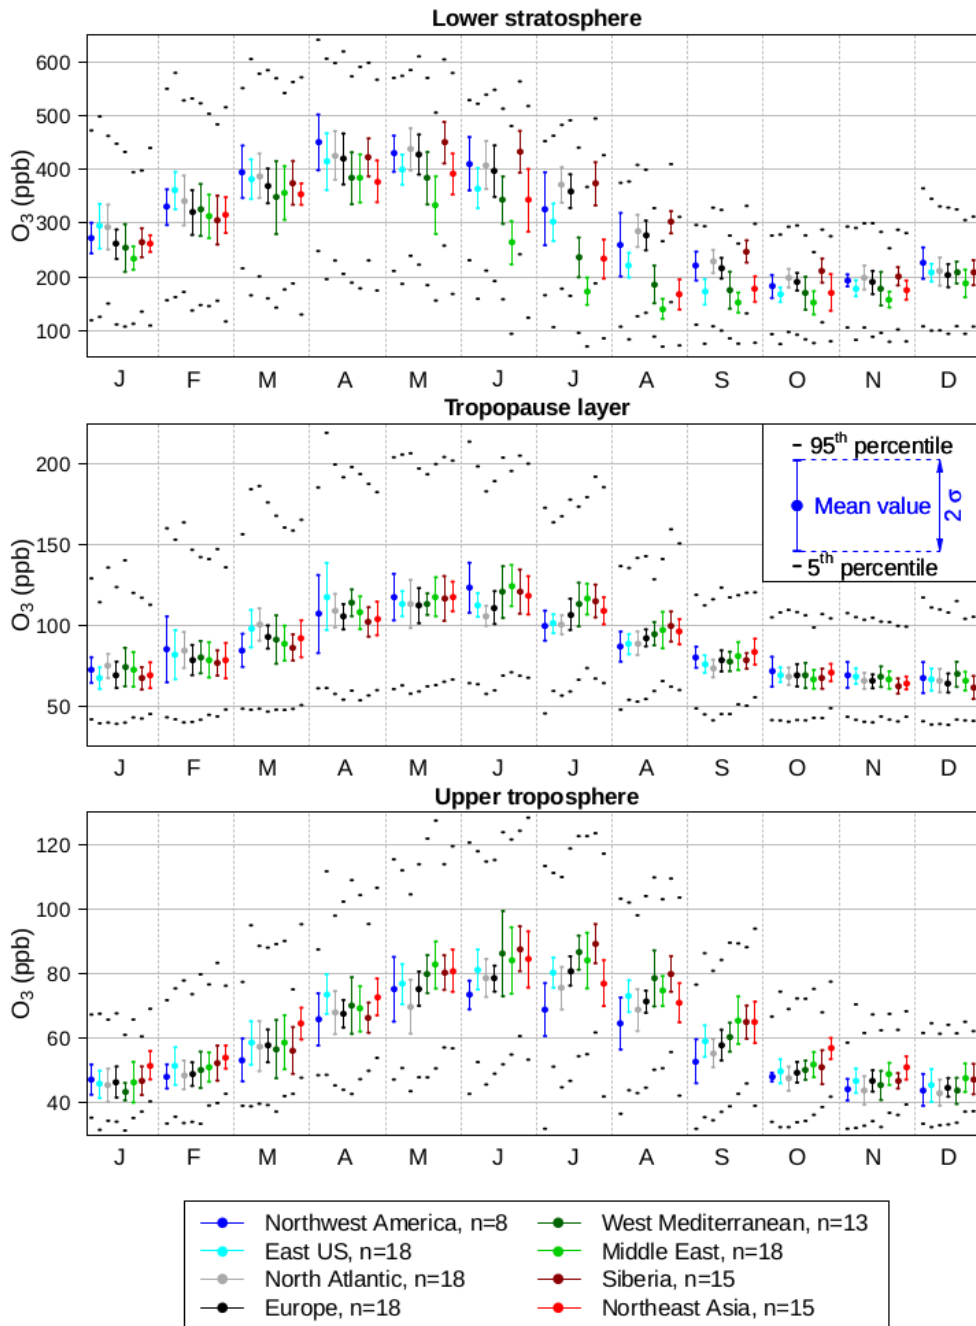 Lower stratosphere
600
500
400
300
200
100
O3 (ppb)
J F M A M J J A S O N D
Tropopause layer
200
150
100
50
O3 (ppb)
95th percentile
Mean value
2 σ
5th percentile
J F M A M J J A S O N D
Upper troposphere
120
100
80
60
40
O3 (ppb)
J F M A M J J A S O N D
Northwest America, n=8
East US, n=18
North Atlantic, n=18
Europe, n=18
West Mediterranean, n=13
Middle East, n=18
Siberia, n=15
Northeast Asia, n=15